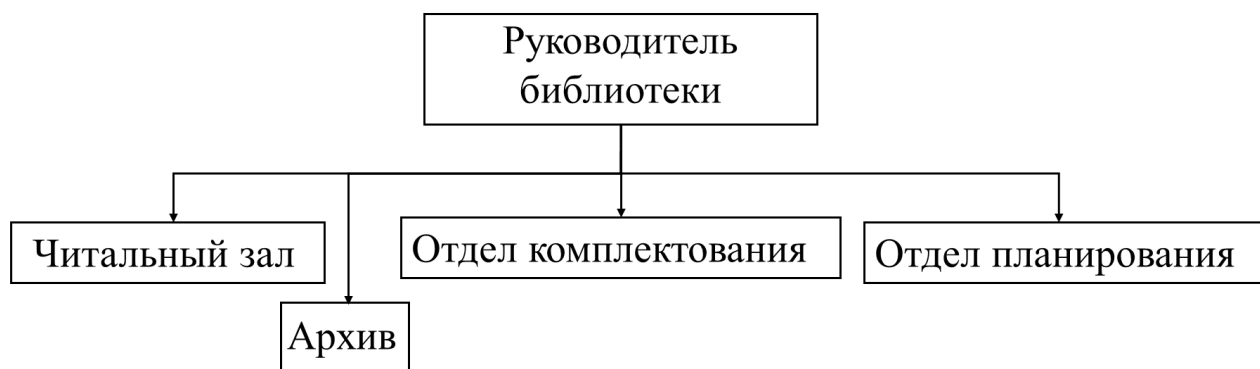 Руководитель
библиотеки
Читальный зал
Отдел комплектования
Отдел планирования
Архив